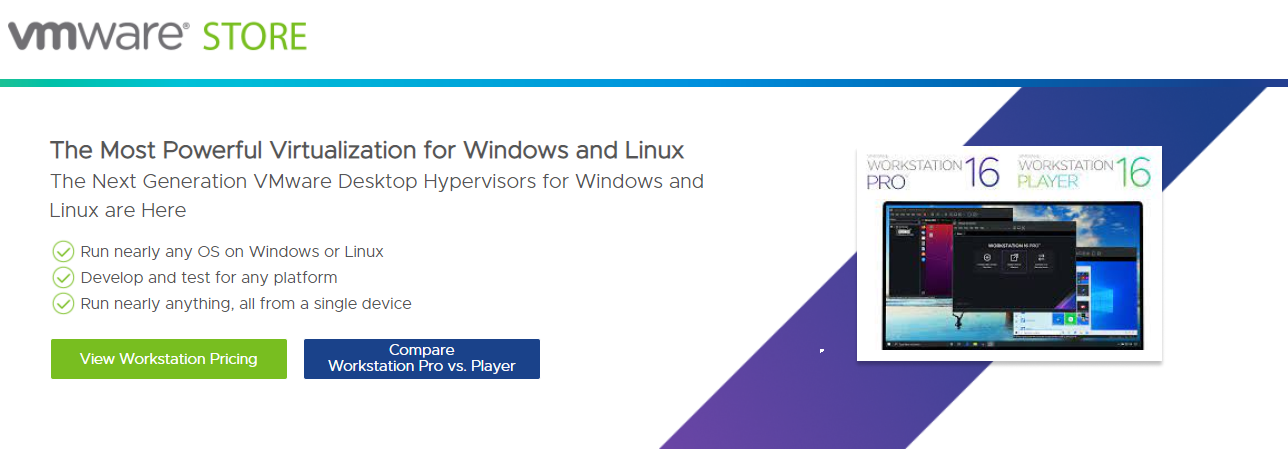 vmware® STORE
The Most Powerful Virtualization for Windows and Linux
The Next Generation VMware Desktop Hypervisors for Windows and
Linux are Here
Run nearly any OS on Windows or Linux
Develop and test for any platform
Run nearly anything, all from a single device
View Workstation Pricing
Compare
Workstation Pro vs. Player
WORKSTATION
PRO™ 16
WORKSTATION
PLAYER™ 16
WORKSTATION 16 PRO™